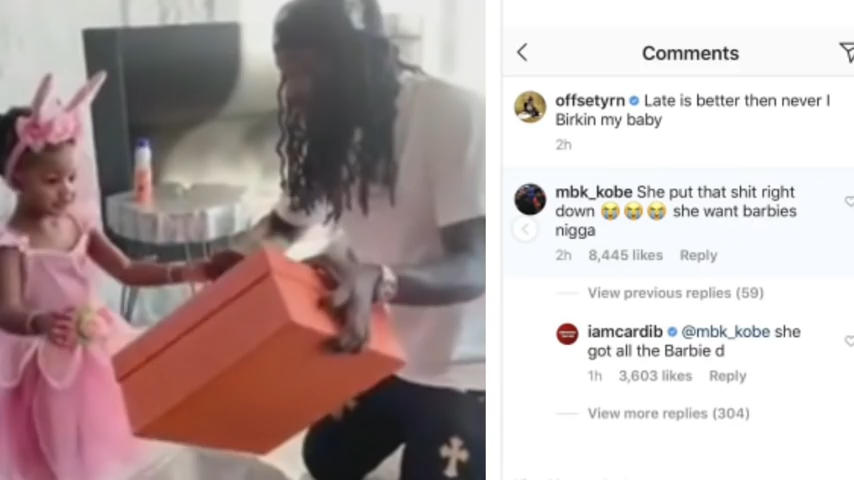 Comments
offsetyrn Late is better then never I
Birkin my baby
2h
mbk_kobe She put that shit right
down 😭😭😭 she want barbies
nigga
2h 8,445 likes Reply
View previous replies (59)
iamcardib @mbk_kobe she
got all the Barbie d
1h 3,603 likes Reply
View more replies (304)